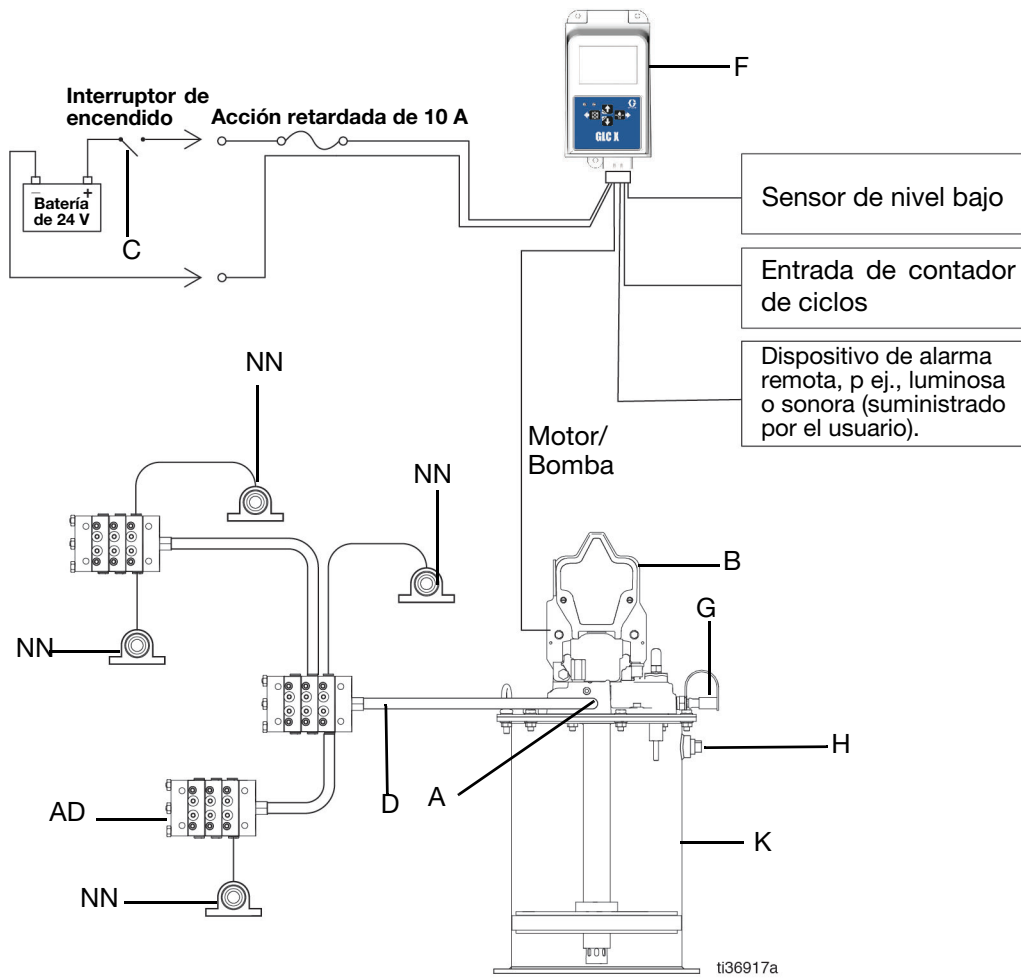 F
Interruptor de
encendido
Acción retardada de 10 A
GLC X
Batería
de 24 V
– +
C
Sensor de nivel bajo
Entrada de contador
de ciclos
Dispositivo de alarma
remota, p ej., luminosa
o sonora (suministrado
por el usuario).
Motor/
Bomba
NN
NN
B
G
NN
H
AD
D
A
K
NN
ti36917a